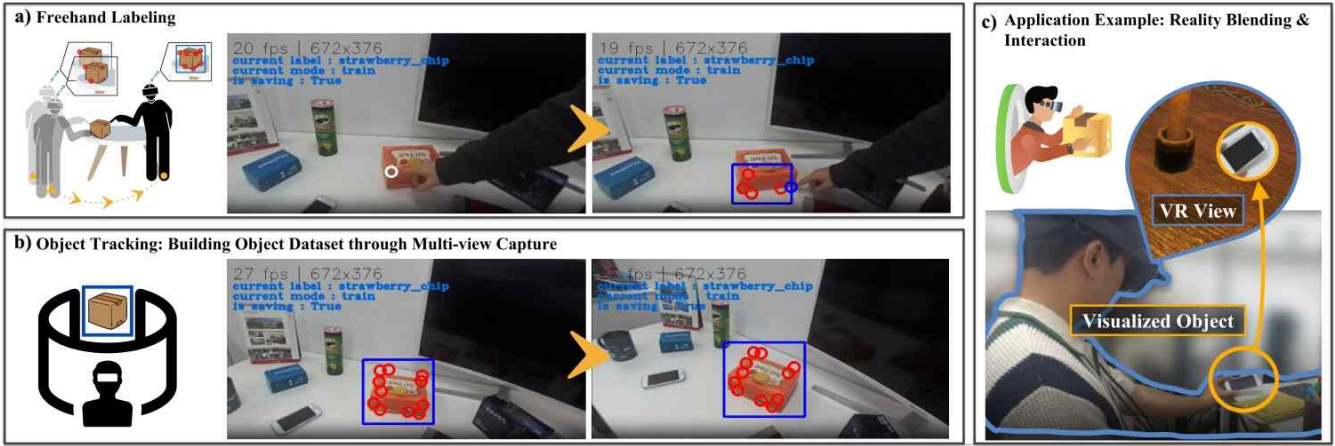 a) Freehand Labeling
20 fps | 672x376
current label : strawberry_chip
current mode : train
is saving : True
19 fps | 672x376
current label : strawberry_chip
current mode : train
is saving : True
b) Object Tracking: Building Object Dataset through Multi-view Capture
27 fps | 672x376
current label : strawberry_chip
current mode : train
is saving : True
fps | 672x376
current label : strawberry_chip
current mode : train
is saving : True
c) Application Example: Reality Blending &
Interaction
VR View
Visualized Object